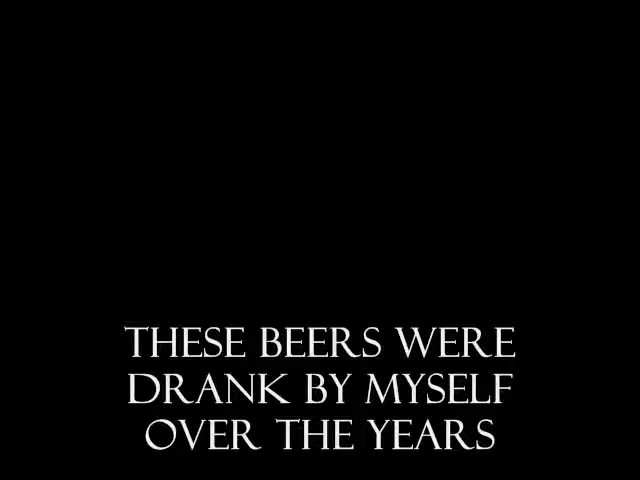 THESE BEERS WERE
DRANK BY MYSELF
OVER THE YEARS